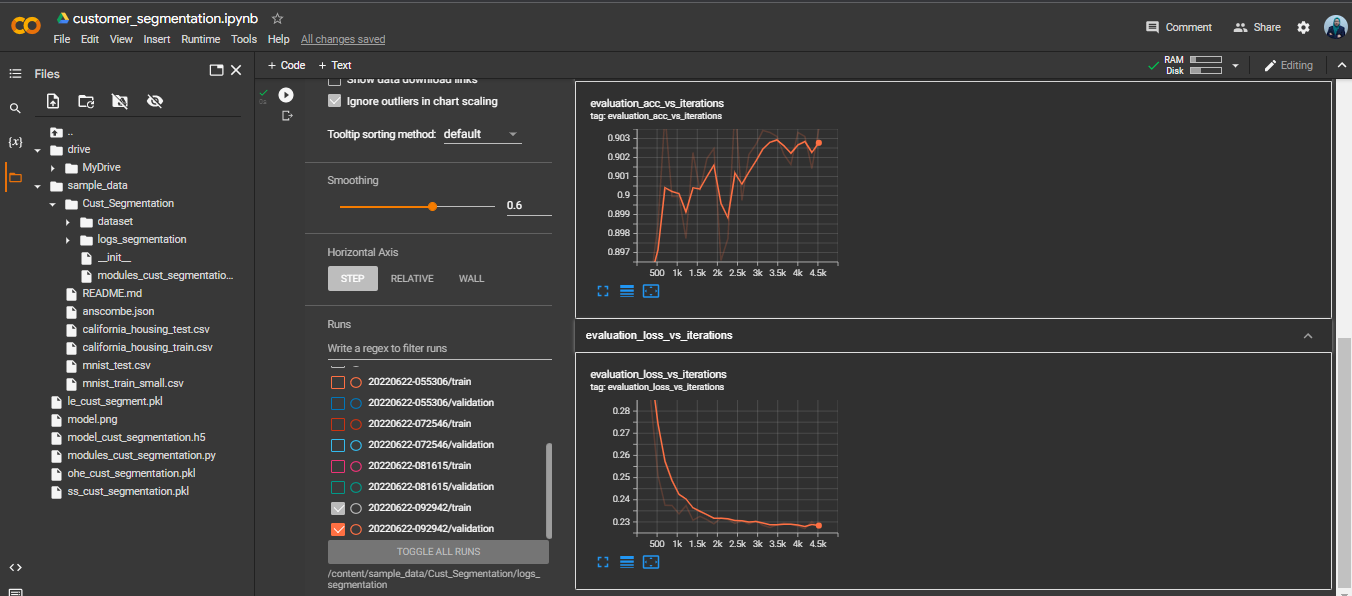 customer_segmentation.ipynb
File Edit View Insert Runtime Tools Help All changes saved
Comment Share
Files
+ Code + Text
RAM
Disk
Editing
..
drive
MyDrive
sample_data
Cust_Segmentation
dataset
logs_segmentation
__init__
modules_cust_segmentatio...
README.md
anscombe.json
california_housing_test.csv
california_housing_train.csv
mnist_test.csv
mnist_train_small.csv
le_cust_segment.pkl
model.png
model_cust_segmentation.h5
modules_cust_segmentation.py
ohe_cust_segmentation.pkl
ss_cust_segmentation.pkl
Show data download links
Ignore outliers in chart scaling
Tooltip sorting method: default
Smoothing
0.6
Horizontal Axis
STEP RELATIVE WALL
Runs
Write a regex to filter runs
20220622-055306/train
20220622-055306/validation
20220622-072546/train
20220622-072546/validation
20220622-081615/train
20220622-081615/validation
20220622-092942/train
20220622-092942/validation
TOGGLE ALL RUNS
/content/sample_data/Cust_Segmentation/logs_
segmentation
evaluation_acc_vs_iterations
tag: evaluation_acc_vs_iterations
0.903
0.902
0.901
0.9
0.899
0.898
0.897
500 1k 1.5k 2k 2.5k 3k 3.5k 4k 4.5k
evaluation_loss_vs_iterations
evaluation_loss_vs_iterations
tag: evaluation_loss_vs_iterations
0.28
0.27
0.26
0.25
0.24
0.23
500 1k 1.5k 2k 2.5k 3k 3.5k 4k 4.5k